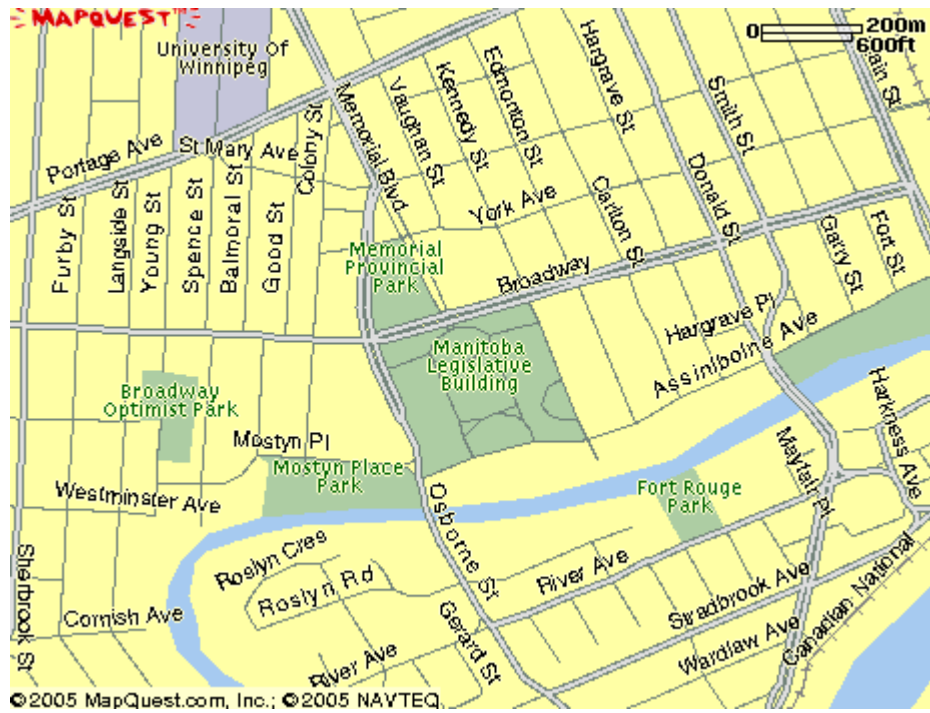 MAPQUEST
TM
0
200m
600ft
University Of
Winnipeg
Main St
Hargrave St
Edmonton St
Kennedy St
Vaughan St
Memorial Blvd
Smith St
Portage Ave
St Mary Ave
Colony St
Furby St
Langside St
Young St
Spence St
Balmoral St
Good St
York Ave
Carlton St
Donald St
Garry St
Fort St
Memorial
Provincial
Park
Broadway
Manitoba
Legislative
Building
Hargrave Pl
Assiniboine Ave
Broadway
Optimist Park
Mostyn Pl
Mostyn Place
Park
Westminster Ave
Osborne St
Fort Rouge
Park
Mayfair Pl
Harkness Ave
Sherbrook St
Roslyn Cres
Roslyn Rd
River Ave
Stradbrook Ave
Cornish Ave
Gerard St
Wardlaw Ave
Canadian National
River Ave
©2005 MapQuest.com, Inc.; ©2005 NAVTEQ